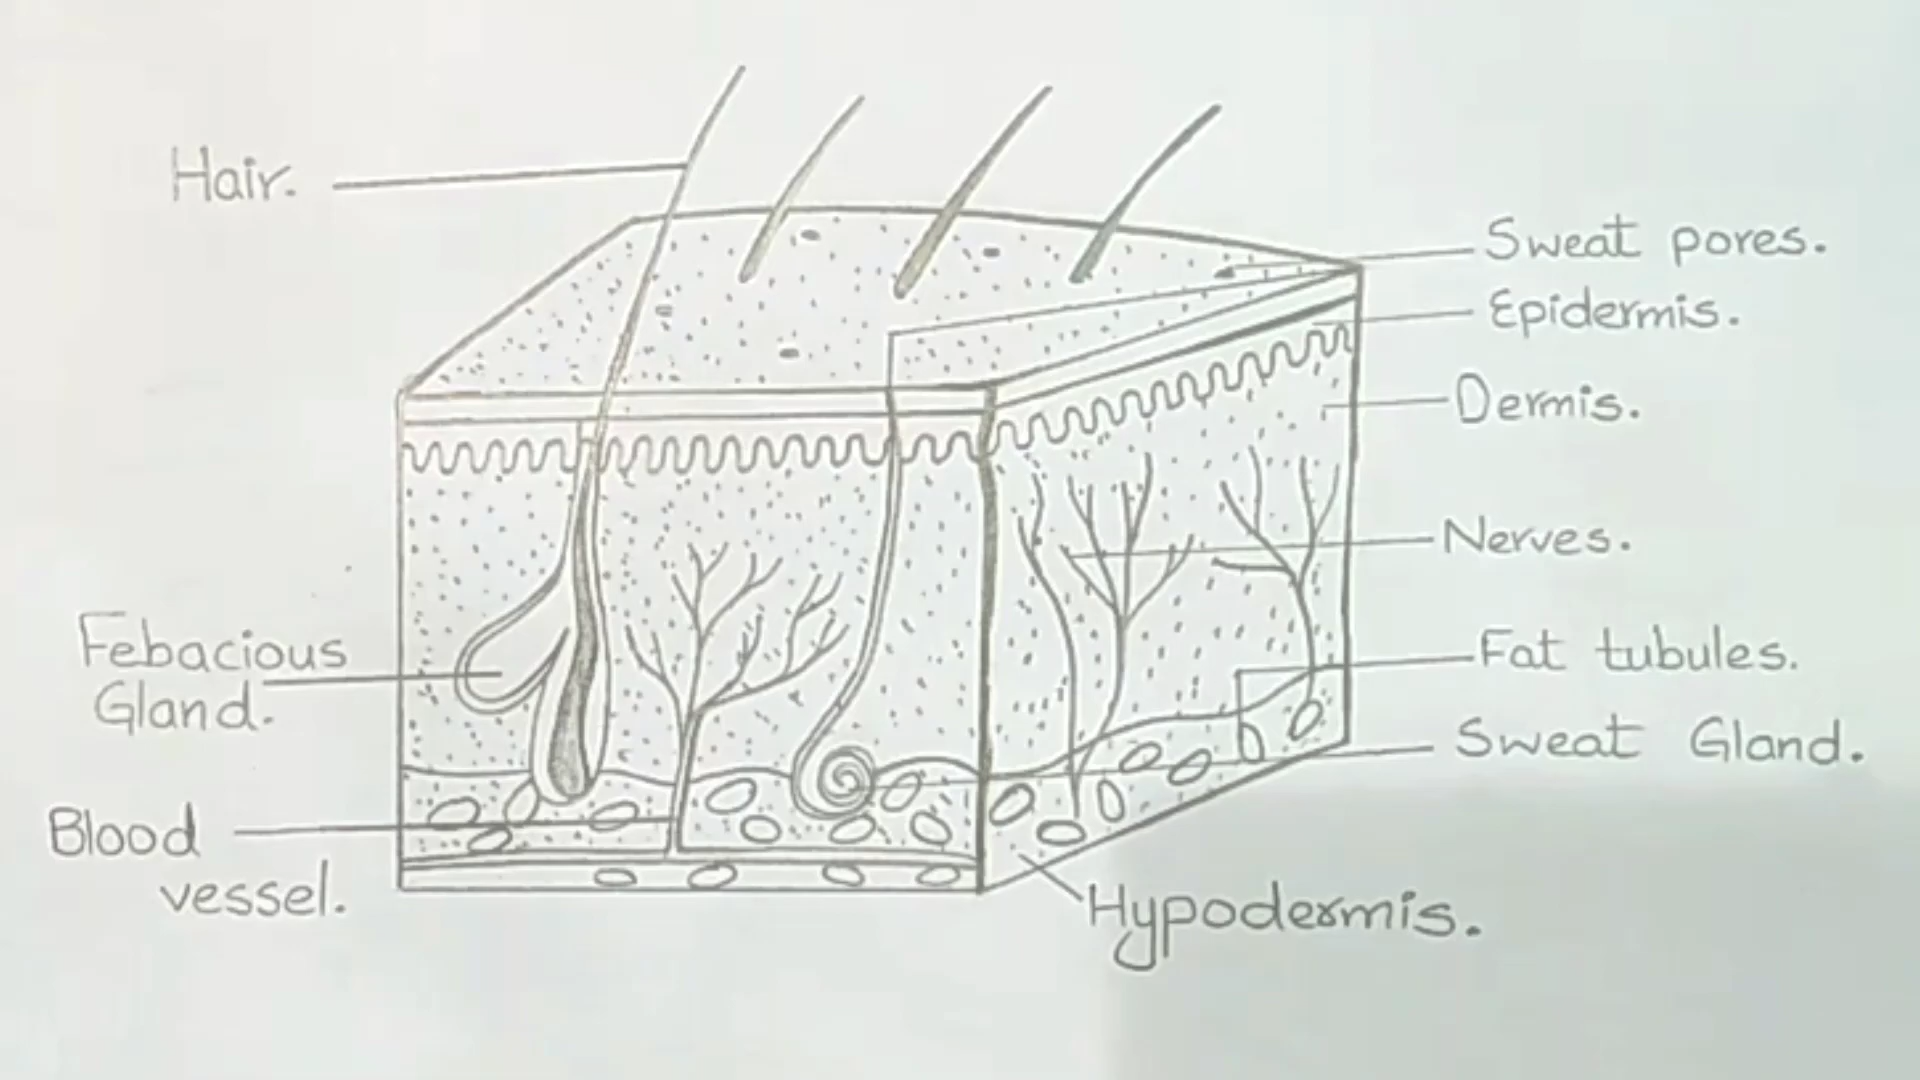 Hair.
Sweat pores.
Epidermis.
Dermis.
Nerves.
Febacious
Gland.
Fat tubules.
Sweat Gland.
Blood
vessel.
Hypodermis.